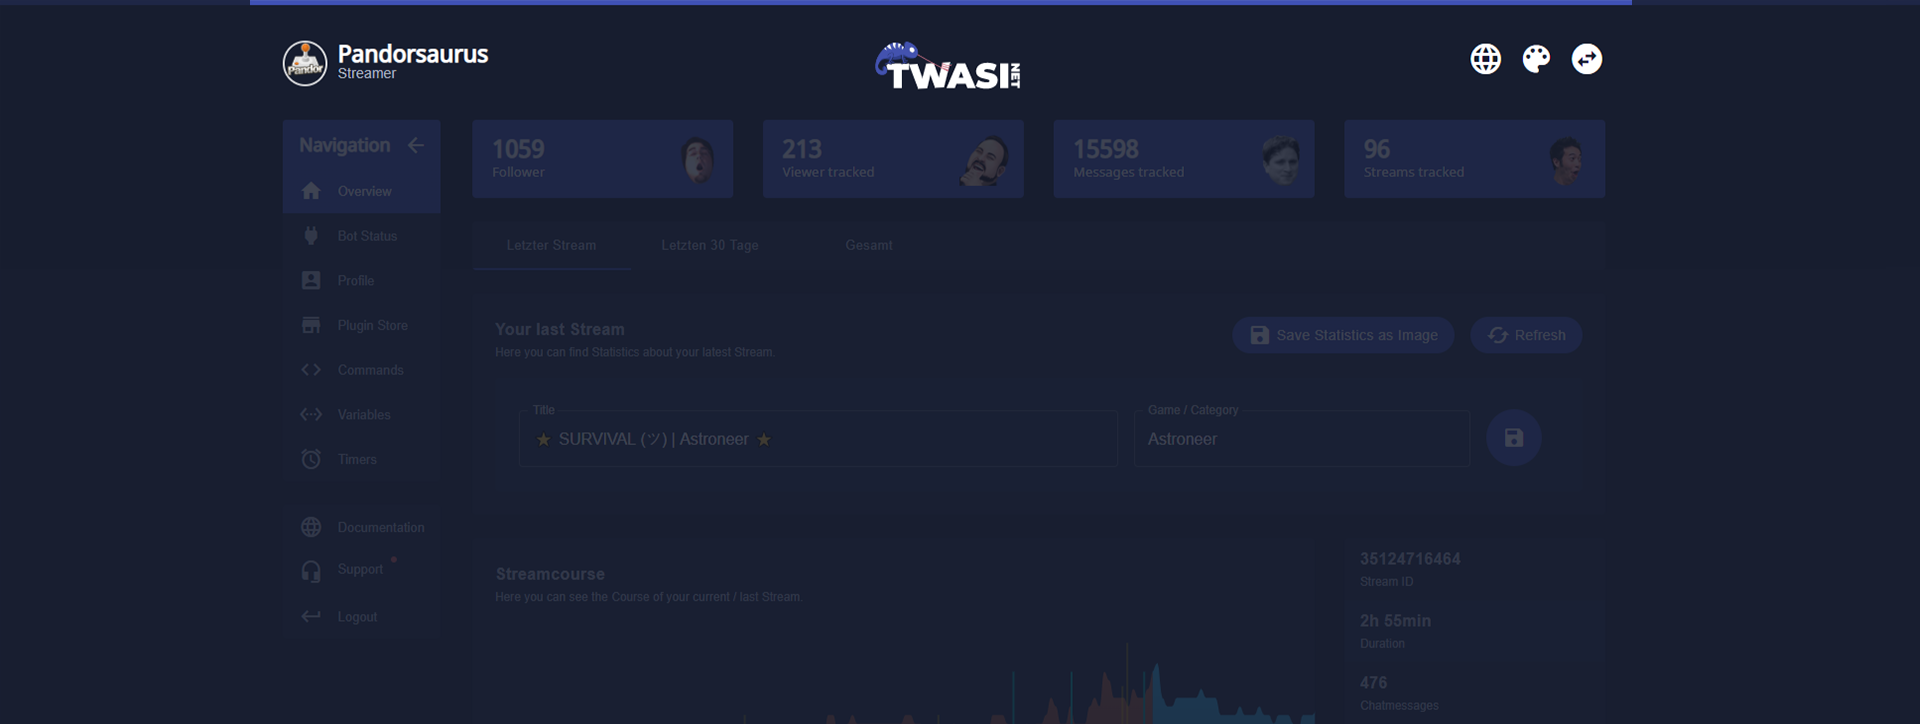 Pandorsaurus
Streamer
Pandor
TWASI NET
Navigation
Overview
Bot Status
Profile
Plugin Store
Commands
Variables
Timers
Documentation
Support
Logout
1059
Follower
213
Viewer tracked
15598
Messages tracked
96
Streams tracked
Letzter Stream
Letzten 30 Tage
Gesamt
Your last Stream
Here you can find Statistics about your latest Stream.
Save Statistics as Image
Refresh
Title
★ SURVIVAL (ツ) | Astroneer ★
Game / Category
Astroneer
Streamcourse
Here you can see the Course of your current / last Stream.
35124716464
Stream ID
2h 55min
Duration
476
Chatmessages